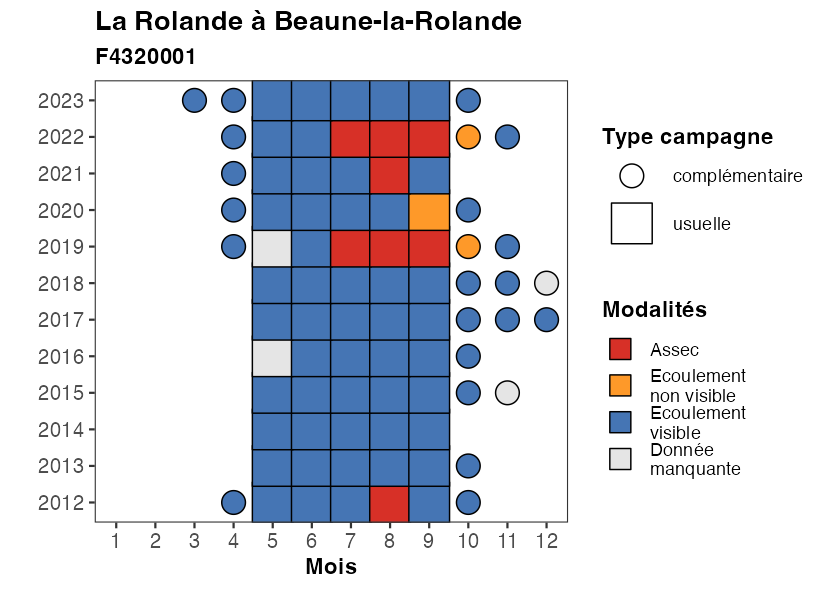 La Rolande à Beaune-la-Rolande
F4320001
2023
2022
2021
2020
2019
2018
2017
2016
2015
2014
2013
2012
1 2 3 4 5 6 7 8 9 10 11 12
Mois
Type campagne
complémentaire
usuelle
Modalités
Assec
Ecoulement
non visible
Ecoulement
visible
Donnée
manquante